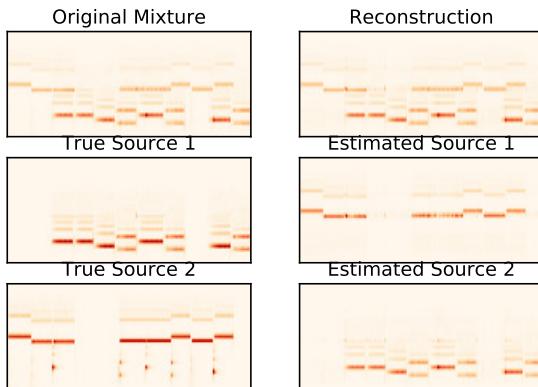 Original Mixture
Reconstruction
True Source 1
Estimated Source 1
True Source 2
Estimated Source 2